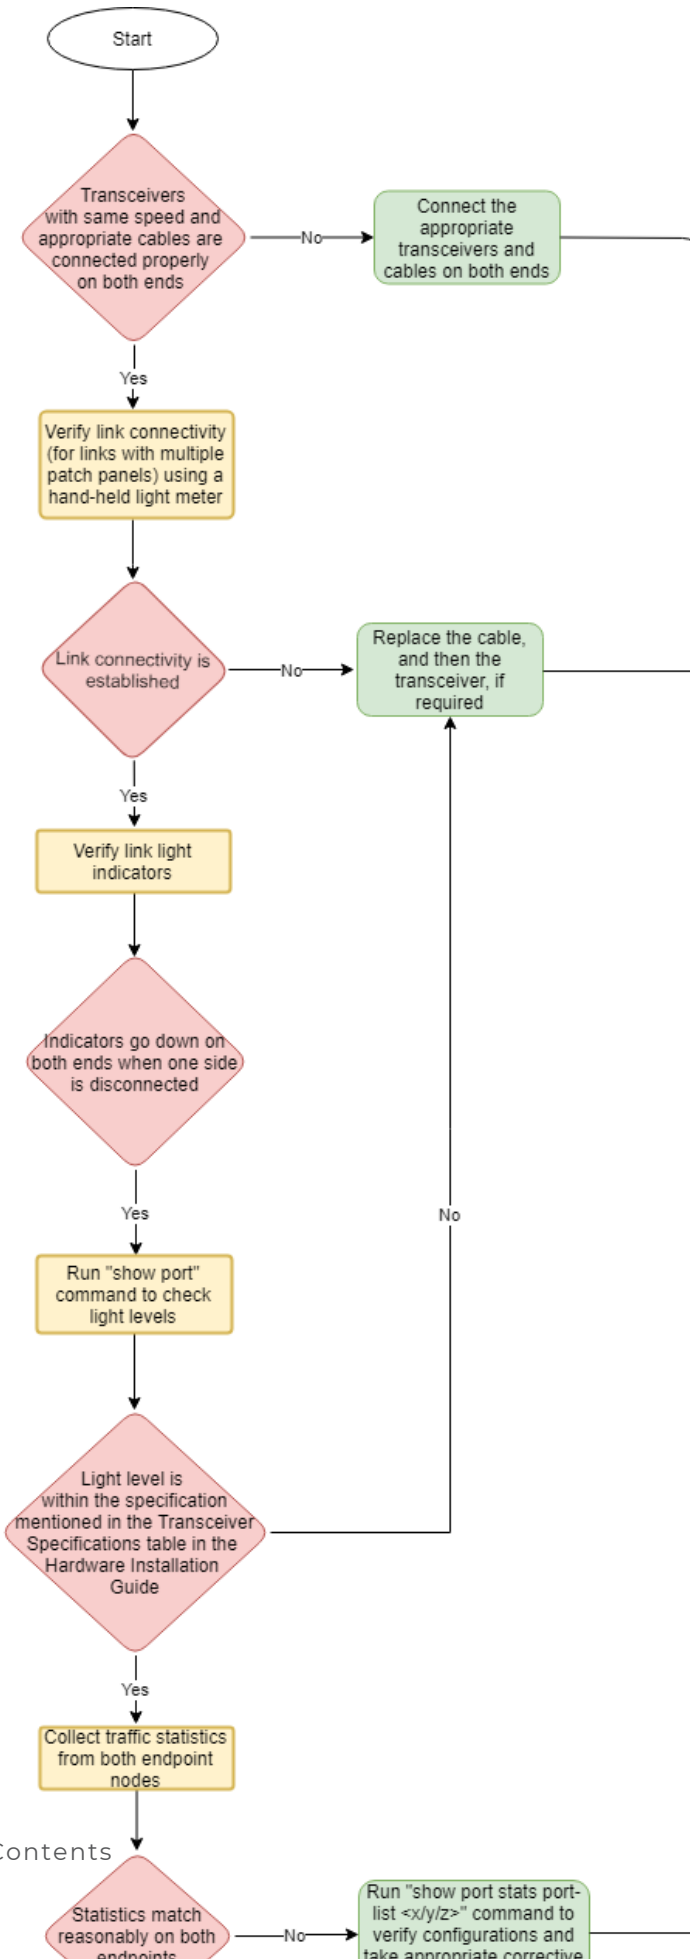 Start
Transceivers
with same speed and
appropriate cables are
connected properly
on both ends
No
Connect the
appropriate
transceivers and
cables on both ends
Yes
Verify link connectivity
(for links with multiple
patch panels) using a
hand-held light meter
Link connectivity is
established
No
Replace the cable,
and then the
transceiver, if
required
Yes
Verify link light
indicators
Indicators go down on
both ends when one side
is disconnected
Yes
No
Run "show port"
command to check
light levels
Light level is
within the specification
mentioned in the Transceiver
Specifications table in the
Hardware Installation
Guide
Yes
Collect traffic statistics
from both endpoint
nodes
Contents
Statistics match
reasonably on both
endpoints
No
Run "show port stats port-
list <x/y/z>" command to
verify configurations and
take appropriate corrective